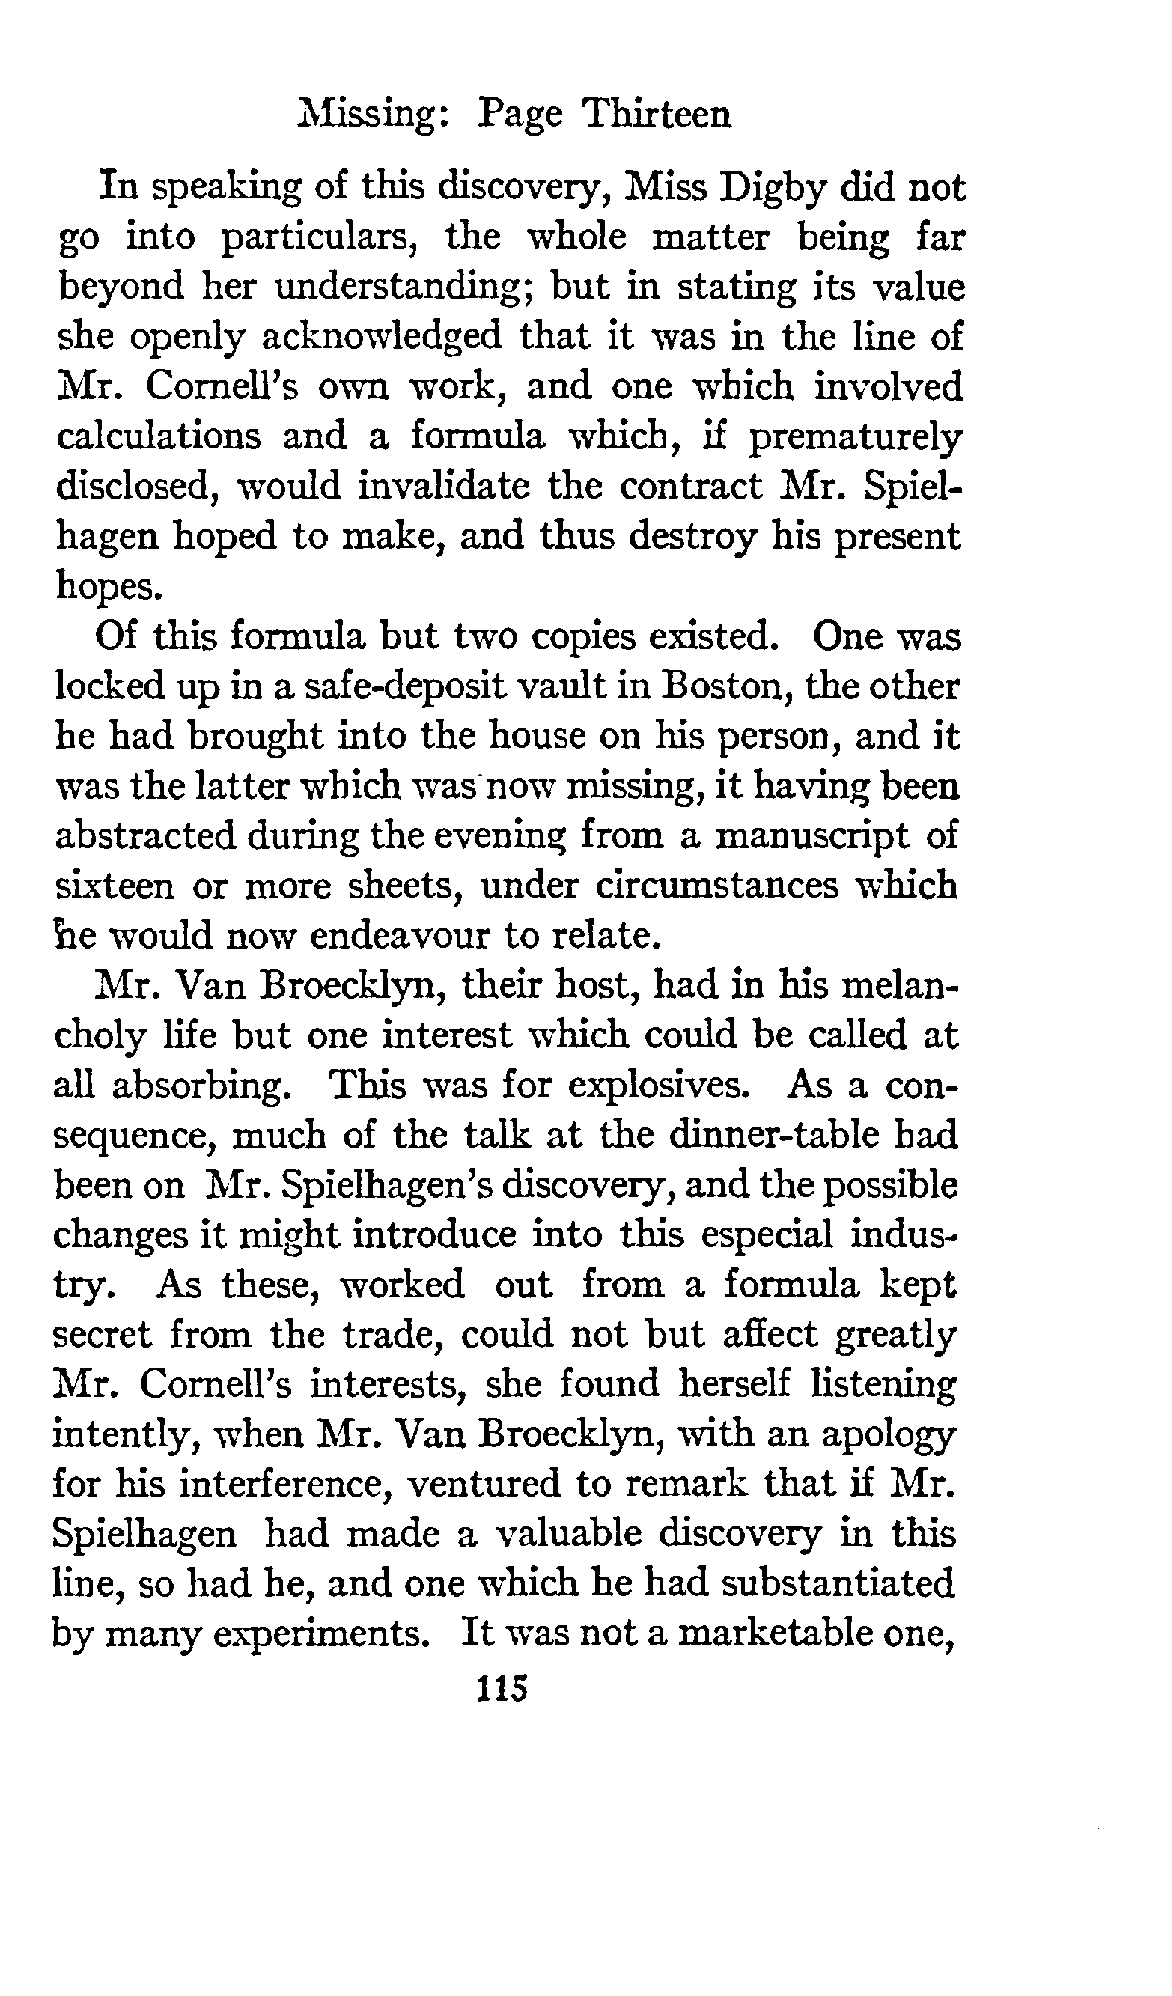 Missing: Page Thirteen
In speaking of this discovery, Miss Digby did not
go into particulars, the whole matter being far
beyond her understanding; but in stating its value
she openly acknowledged that it was in the line of
Mr. Cornell's own work, and one which involved
calculations and a formula which, if prematurely
disclosed, would invalidate the contract Mr. Spiel-
hagen hoped to make, and thus destroy his present
hopes.
Of this formula but two copies existed. One was
locked up in a safe-deposit vault in Boston, the other
he had brought into the house on his person, and it
was the latter which was now missing, it having been
abstracted during the evening from a manuscript of
sixteen or more sheets, under circumstances which
he would now endeavour to relate.
Mr. Van Broecklyn, their host, had in his melan-
choly life but one interest which could be called at
all absorbing. This was for explosives. As a con-
sequence, much of the talk at the dinner-table had
been on Mr. Spielhagen's discovery, and the possible
changes it might introduce into this especial indus-
try. As these, worked out from a formula kept
secret from the trade, could not but affect greatly
Mr. Cornell's interests, she found herself listening
intently, when Mr. Van Broecklyn, with an apology
for his interference, ventured to remark that if Mr.
Spielhagen had made a valuable discovery in this
line, so had he, and one which he had substantiated
by many experiments. It was not a marketable one,
115